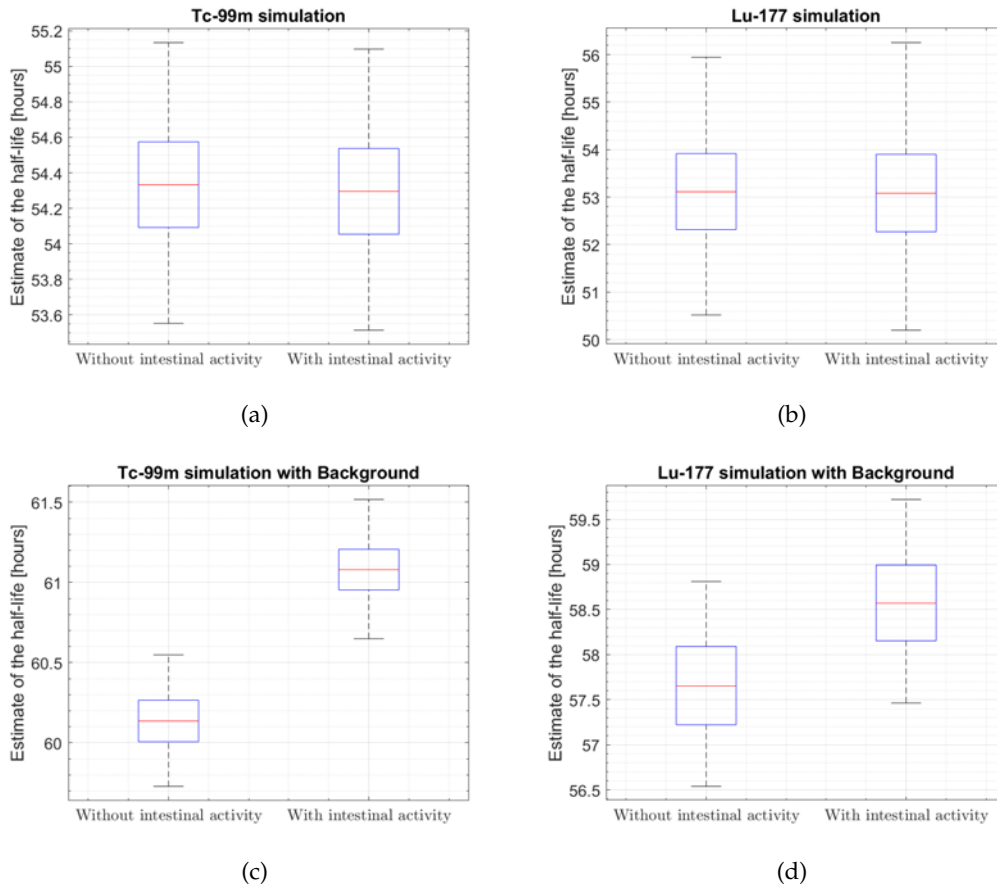 Tc-99m simulation
Estimate of the half-life [hours]
55.2
55
54.8
54.6
54.4
54.2
54
53.8
53.6
Without intestinal activity
With intestinal activity
(a)
Lu-177 simulation
Estimate of the half-life [hours]
56
55
54
53
52
51
50
Without intestinal activity
With intestinal activity
(b)
Tc-99m simulation with Background
Estimate of the half-life [hours]
61.5
61
60.5
60
Without intestinal activity
With intestinal activity
(c)
Lu-177 simulation with Background
Estimate of the half-life [hours]
59.5
59
58.5
58
57.5
57
56.5
Without intestinal activity
With intestinal activity
(d)